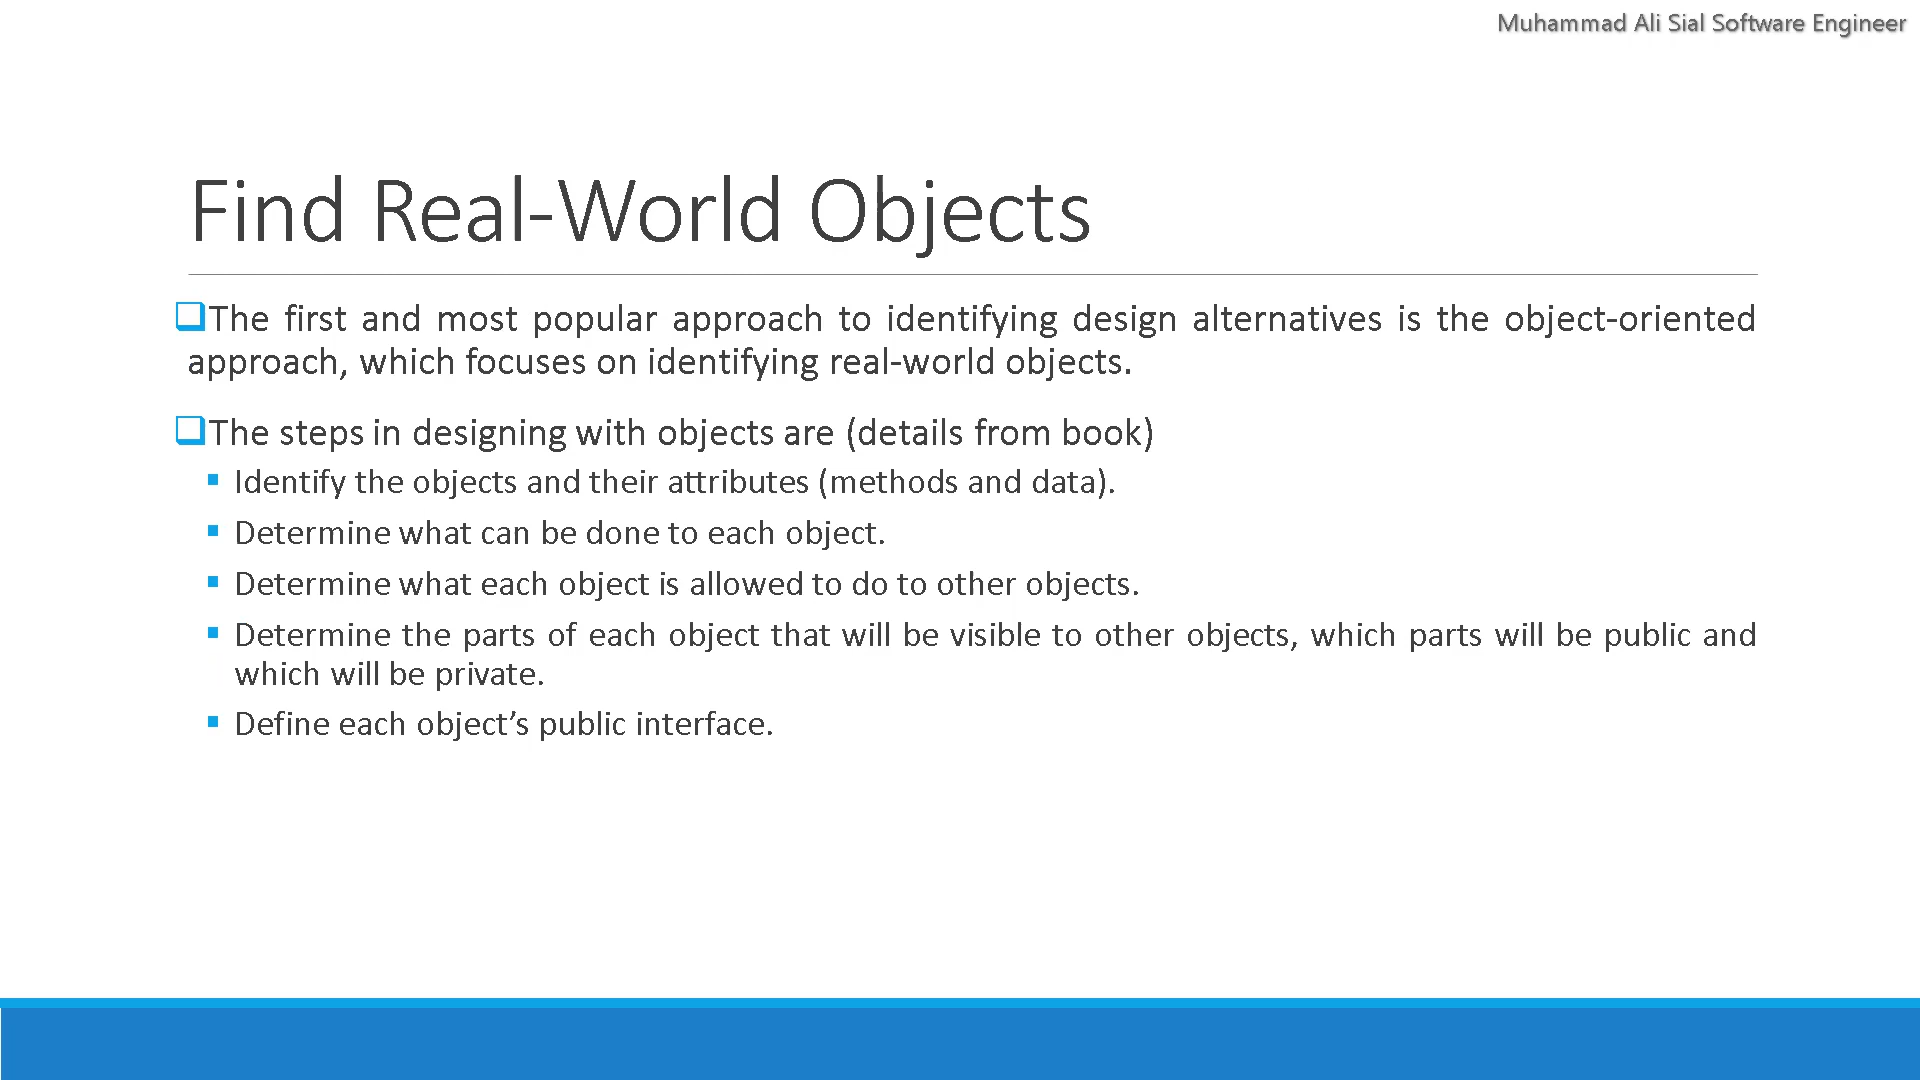 Muhammad Ali Sial Software Engineer
Find Real-World Objects
The first and most popular approach to identifying design alternatives is the object-oriented
approach, which focuses on identifying real-world objects.
The steps in designing with objects are (details from book)
Identify the objects and their attributes (methods and data).
Determine what can be done to each object.
Determine what each object is allowed to do to other objects.
Determine the parts of each object that will be visible to other objects, which parts will be public and
which will be private.
Define each object’s public interface.